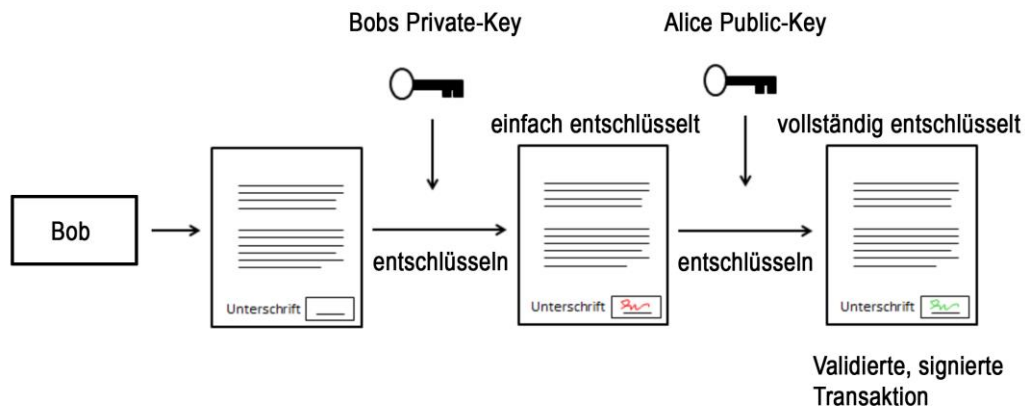 Bobs Private-Key
Alice Public-Key
einfach entschlüsselt
vollständig entschlüsselt
Bob
entschlüsseln
entschlüsseln
Unterschrift
Unterschrift
Unterschrift
Validierte, signierte
Transaktion